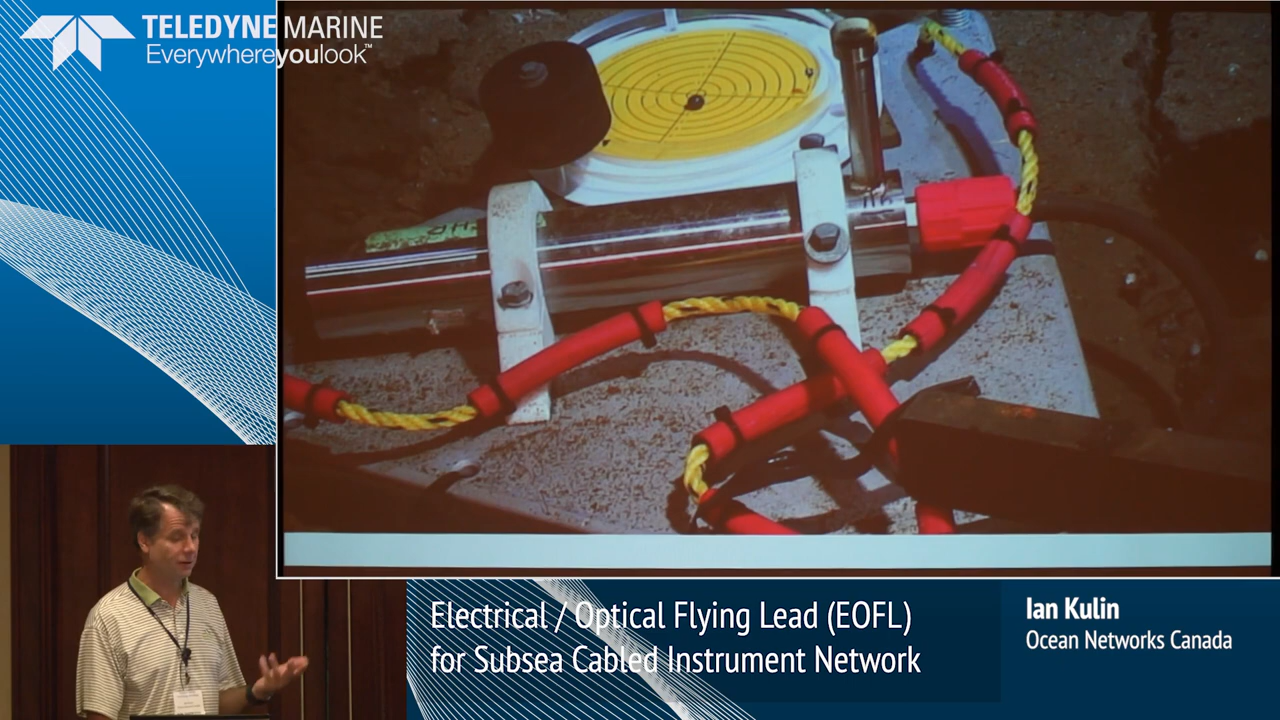 TELEDYNE MARINE
Everywhereyoulook™
Electrical / Optical Flying Lead (EOFL)
for Subsea Cabled Instrument Network
Ian Kulin
Ocean Networks Canada